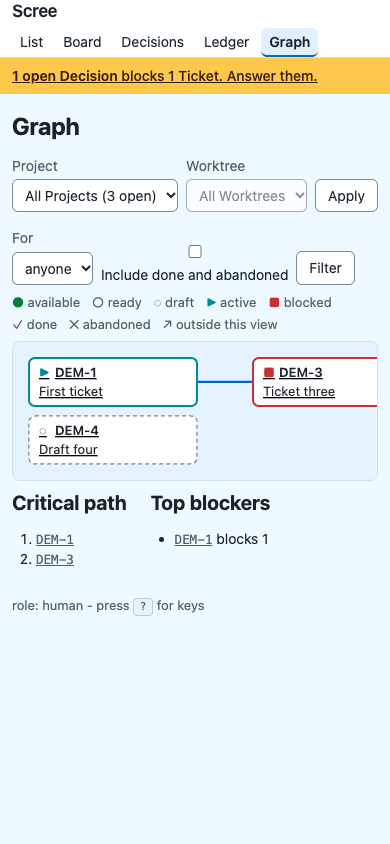 Scree
List Board Decisions Ledger Graph
1 open Decision blocks 1 Ticket. Answer them.
Graph
Project Worktree
All Projects (3 open) All Worktrees Apply
For
anyone Include done and abandoned Filter
available ready draft active blocked
done abandoned outside this view
DEM-1 DEM-3
First ticket Ticket three
DEM-4
Draft four
Critical path Top blockers
1. DEM-1
DEM-1 blocks 1
2. DEM-3
role: human - press ? for keys